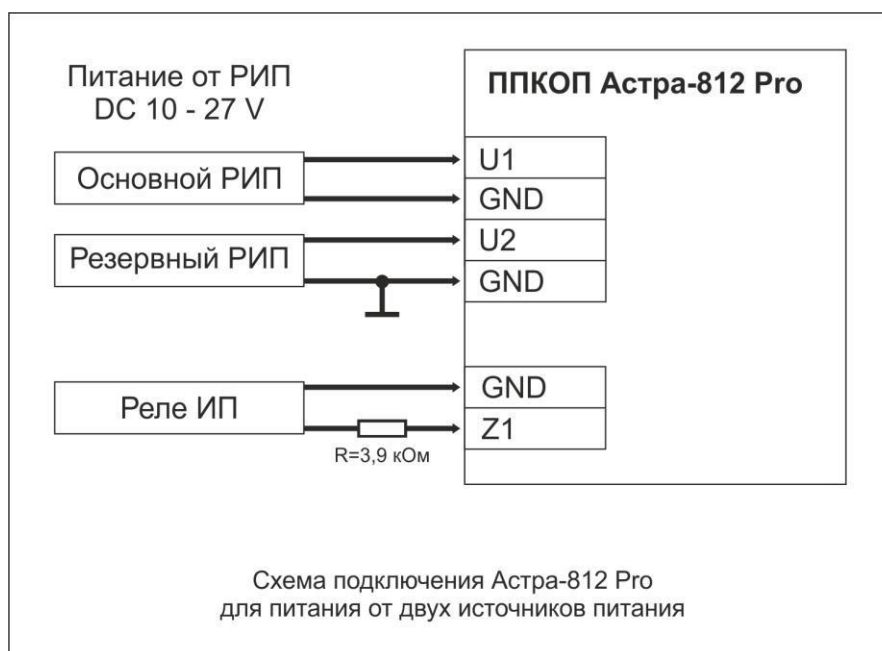 Питание от РИП
DC 10 - 27 V
ППКОП Астра-812 Pro
Основной РИП
U1
GND
Резервный РИП
U2
GND
Реле ИП
GND
Z1
R=3,9 кОм
Схема подключения Астра-812 Pro
для питания от двух источников питания